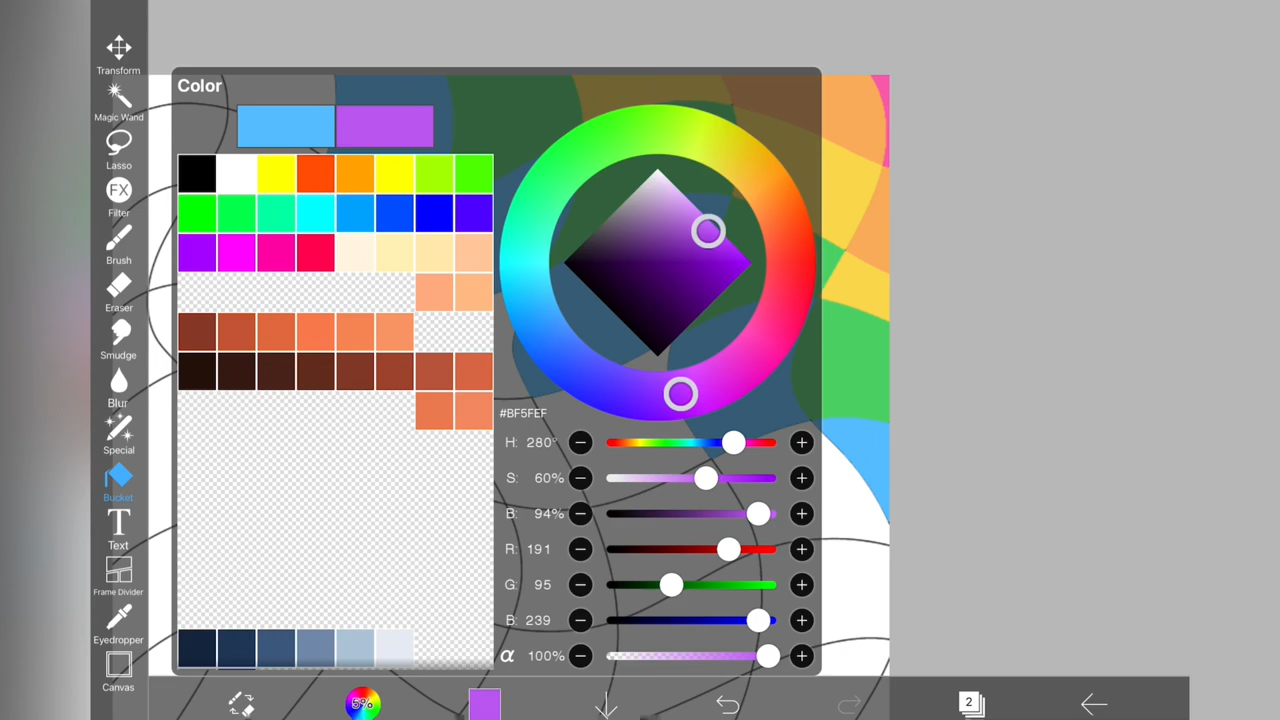 Transform
Magic Wand
Lasso
FX
Filter
Brush
Eraser
Smudge
Blur
Special
Bucket
T
Text
Frame Divider
Eyedropper
Canvas
Color
#BF5FEF
H: 280°
S: 60%
B: 94%
R: 191
G: 95
B: 239
α 100%
5%
2